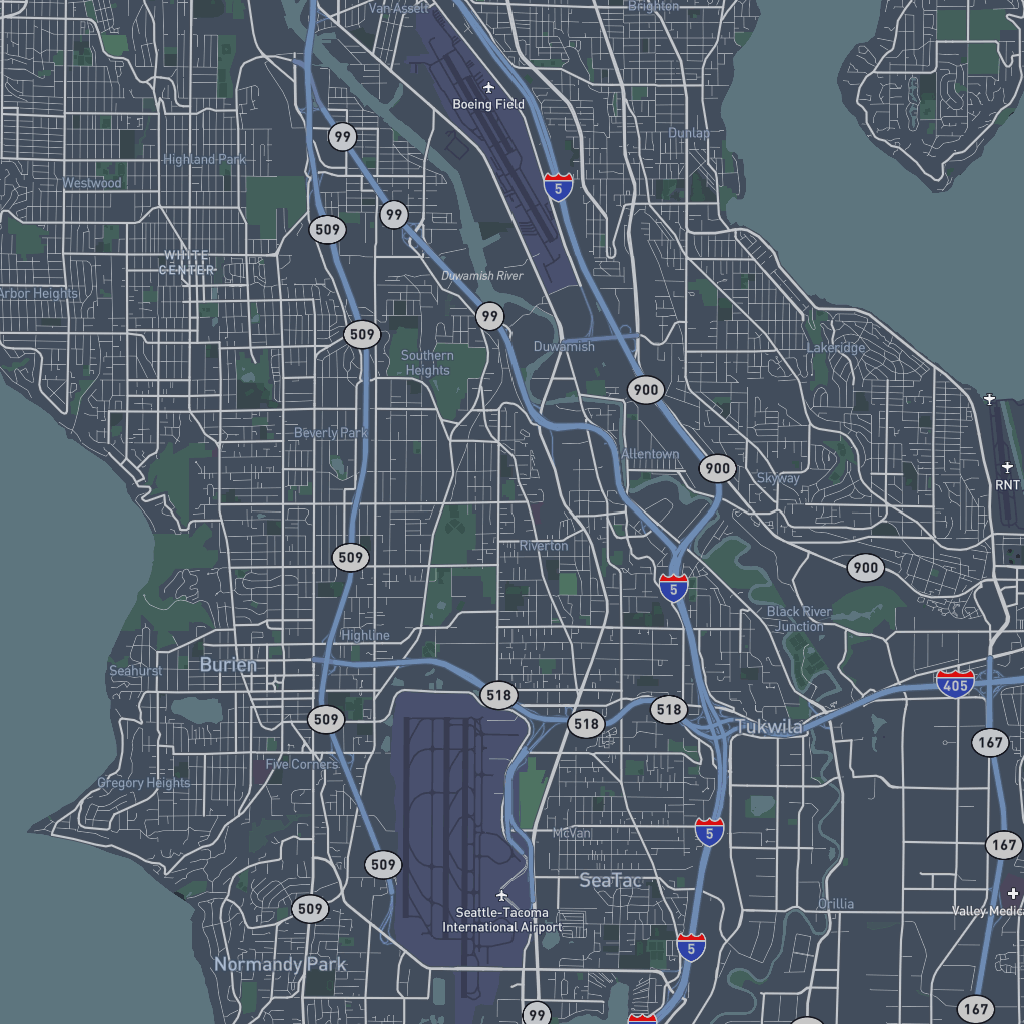 Van Asselt
Brighton
Boeing Field
99
Dunlap
Highland Park
Westwood
5
99
509
WHITE
CENTER
Duwamish River
Arbor Heights
99
509
Duwamish
Lakeridge
Southern
Heights
900
Beverly Park
Allentown
900
Skyway
RNT
Riverton
509
900
5
Black River
Junction
Highline
Burien
Seahurst
405
518
518
509
518
Tukwila
167
Five Corners
Gregory Heights
McVan
5
167
509
SeaTac
Orillia
509
Seattle-Tacoma
International Airport
Valley Medica
5
Normandy Park
99
167